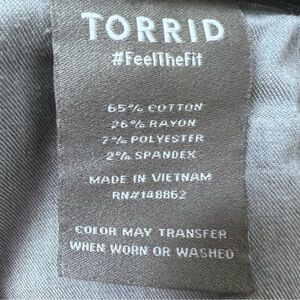 TORRID
#FeelTheFit
65% COTTON
26% RAYON
7% POLYESTER
2% SPANDEX
MADE IN VIETNAM
RN#148862
COLOR MAY TRANSFER
WHEN WORN OR WASHED